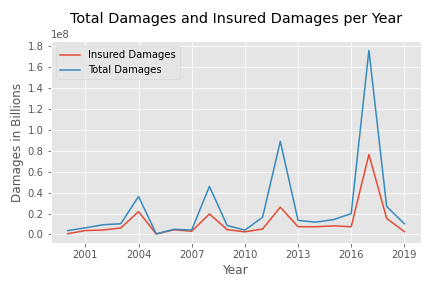 Total Damages and Insured Damages per Year
1e8
1.8
1.6
1.4
1.2
1.0
0.8
0.6
0.4
0.2
0.0
Damages in Billions
Insured Damages
Total Damages
2001 2004 2007 2010 2013 2016 2019
Year